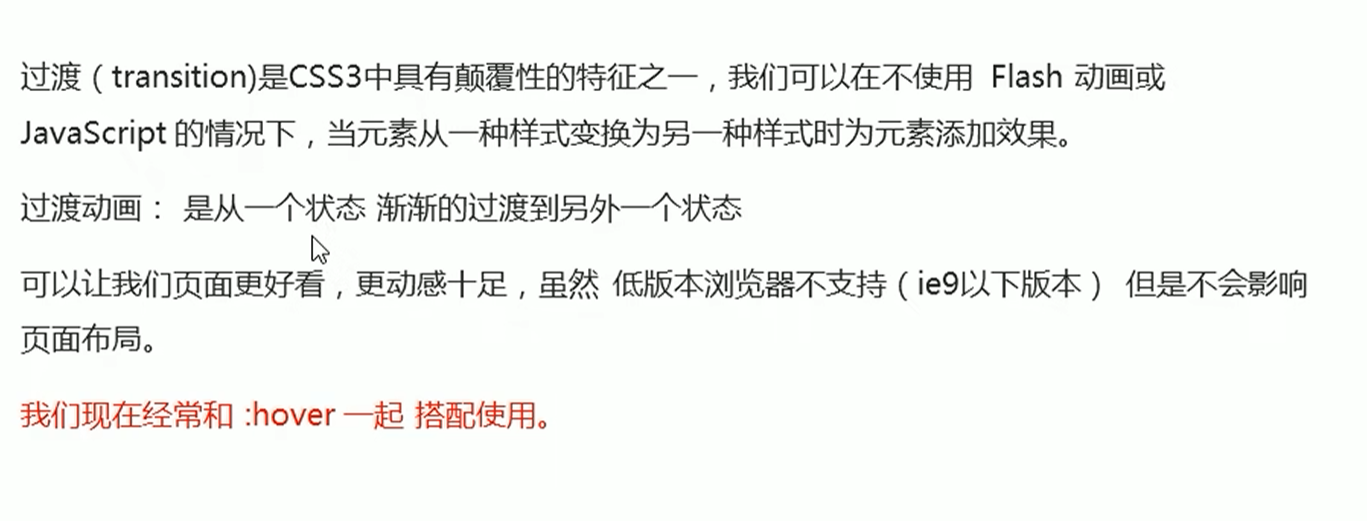 过渡（transition)是CSS3中具有颠覆性的特征之一，我们可以在不使用 Flash 动画或
JavaScript 的情况下，当元素从一种样式变换为另一种样式时为元素添加效果。
过渡动画： 是从一个状态 渐渐的过渡到另外一个状态
可以让我们页面更好看，更动感十足，虽然 低版本浏览器不支持（ie9以下版本） 但是不会影响
页面布局。
我们现在经常和 :hover 一起 搭配使用。